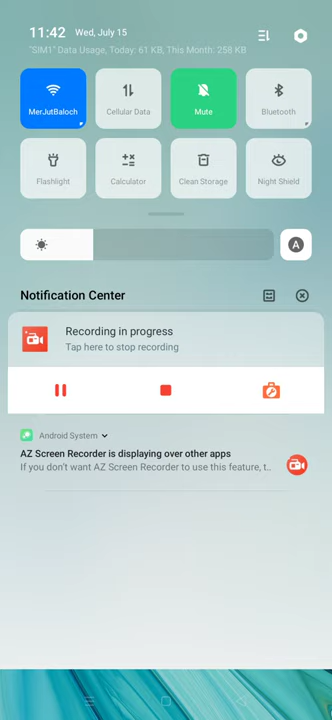 11:42 Wed, July 15
"SIM1" Data Usage, Today: 61 KB, This Month: 258 KB
MerJutBaloch
Cellular Data
Mute
Bluetooth
Flashlight
Calculator
Clean Storage
Night Shield
A
Notification Center
Recording in progress
Tap here to stop recording
Android System
AZ Screen Recorder is displaying over other apps
If you don't want AZ Screen Recorder to use this feature, t..